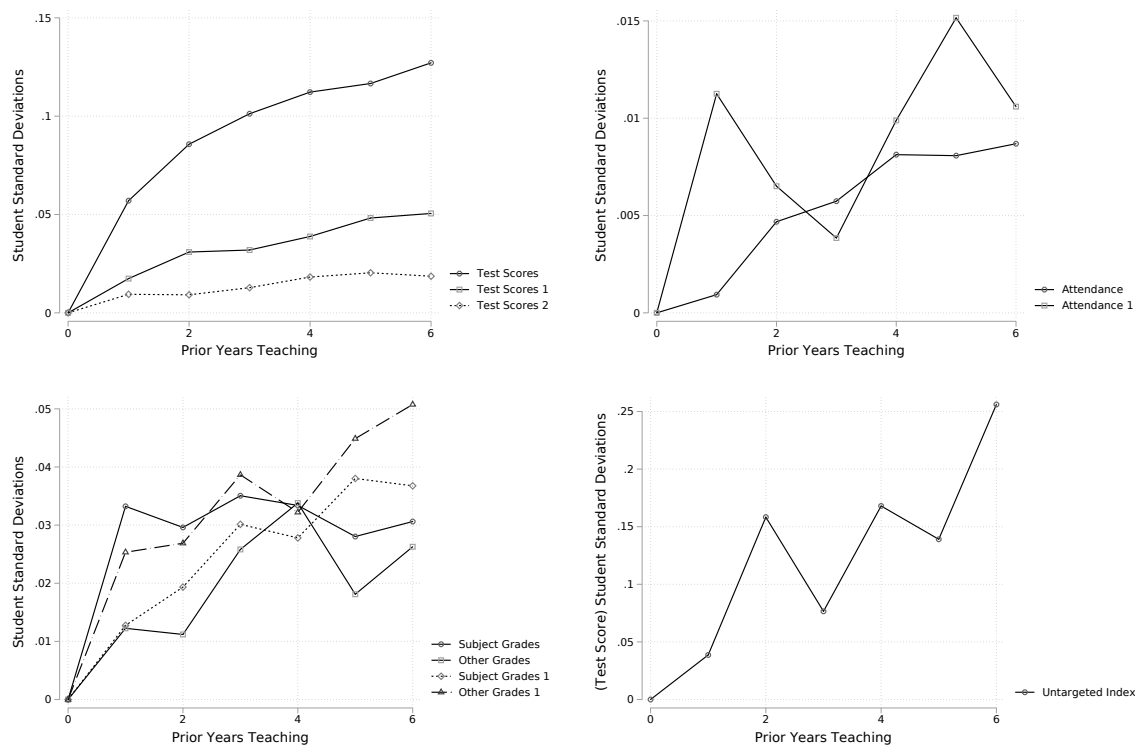 Student Standard Deviations
.15
.1
.05
0
0
2
4
6
Prior Years Teaching
Test Scores
Test Scores 1
Test Scores 2
Student Standard Deviations
.015
.01
.005
0
0
2
4
6
Prior Years Teaching
Attendance
Attendance 1
Student Standard Deviations
.05
.04
.03
.02
.01
0
0
2
4
6
Prior Years Teaching
Subject Grades
Other Grades
Subject Grades 1
Other Grades 1
(Test Score) Student Standard Deviations
.25
.2
.15
.1
.05
0
0
2
4
6
Prior Years Teaching
Untargeted Index